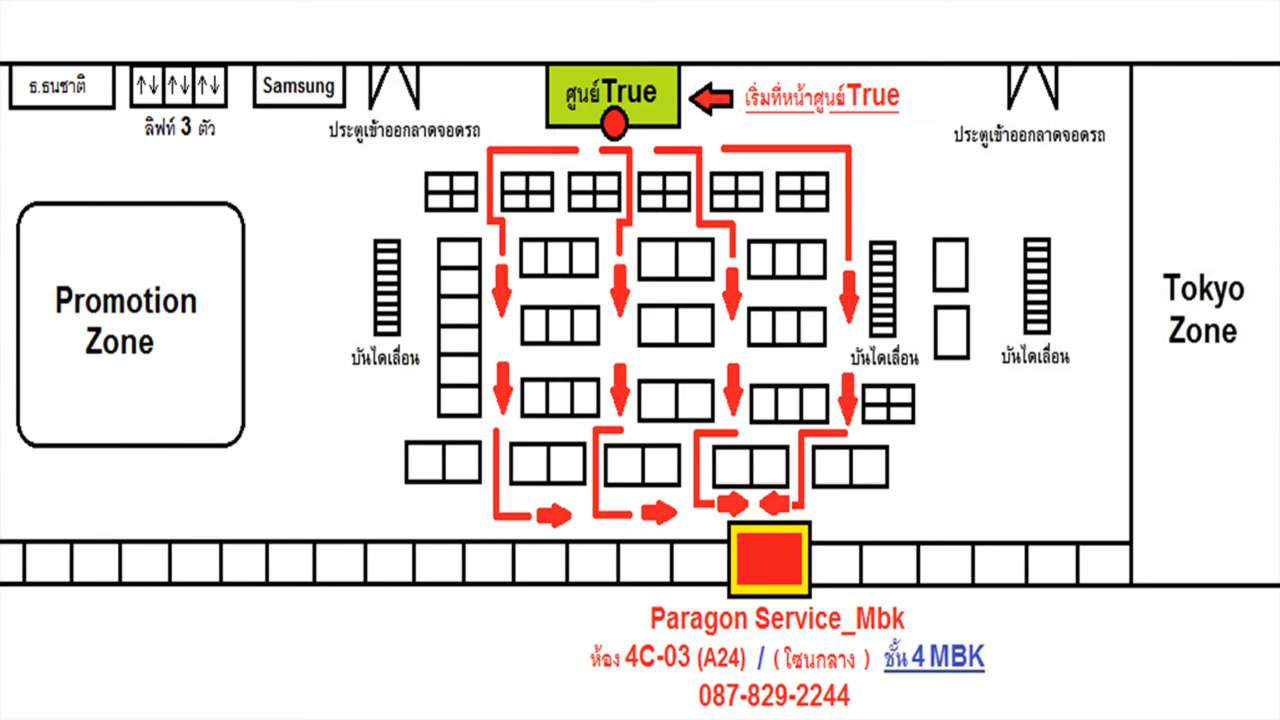 ธ.ธนชาติ
Samsung
ลิฟท์ 3 ตัว
ประตูเข้าออกลาดจอดรถ
ศูนย์True
เริ่มที่หน้าศูนย์True
ประตูเข้าออกลาดจอดรถ
Promotion
Zone
บันไดเลื่อน
บันไดเลื่อน
บันไดเลื่อน
Tokyo
Zone
Paragon Service_Mbk
ห้อง 4C-03 (A24) / ( โซนกลาง ) ชั้น 4 MBK
087-829-2244